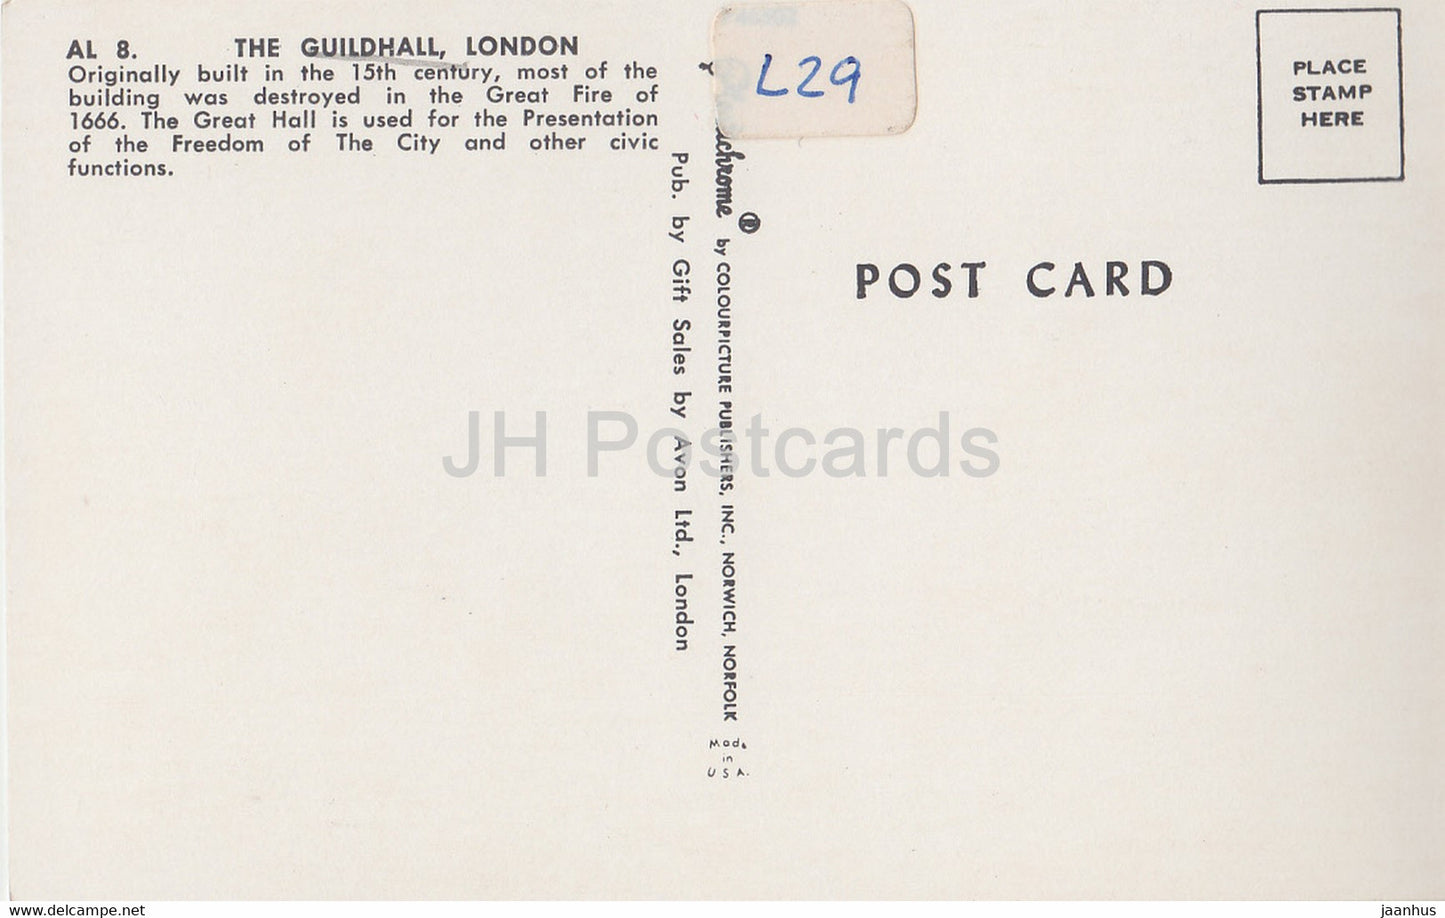 AL 8. THE GUILDHALL, LONDON
Originally built in the 15th century, most of the
building was destroyed in the Great Fire of
1666. The Great Hall is used for the Presentation
of the Freedom of The City and other civic
functions.
L29
PLACE
STAMP
HERE
POST CARD
Pub. by Gift Sales by Avon Ltd., London
® by COLOURPICTURE PUBLISHERS, INC., NORWICH, NORFOLK
Made
in
USA.
JH Postcards
www.delcampe.net
jaanhus